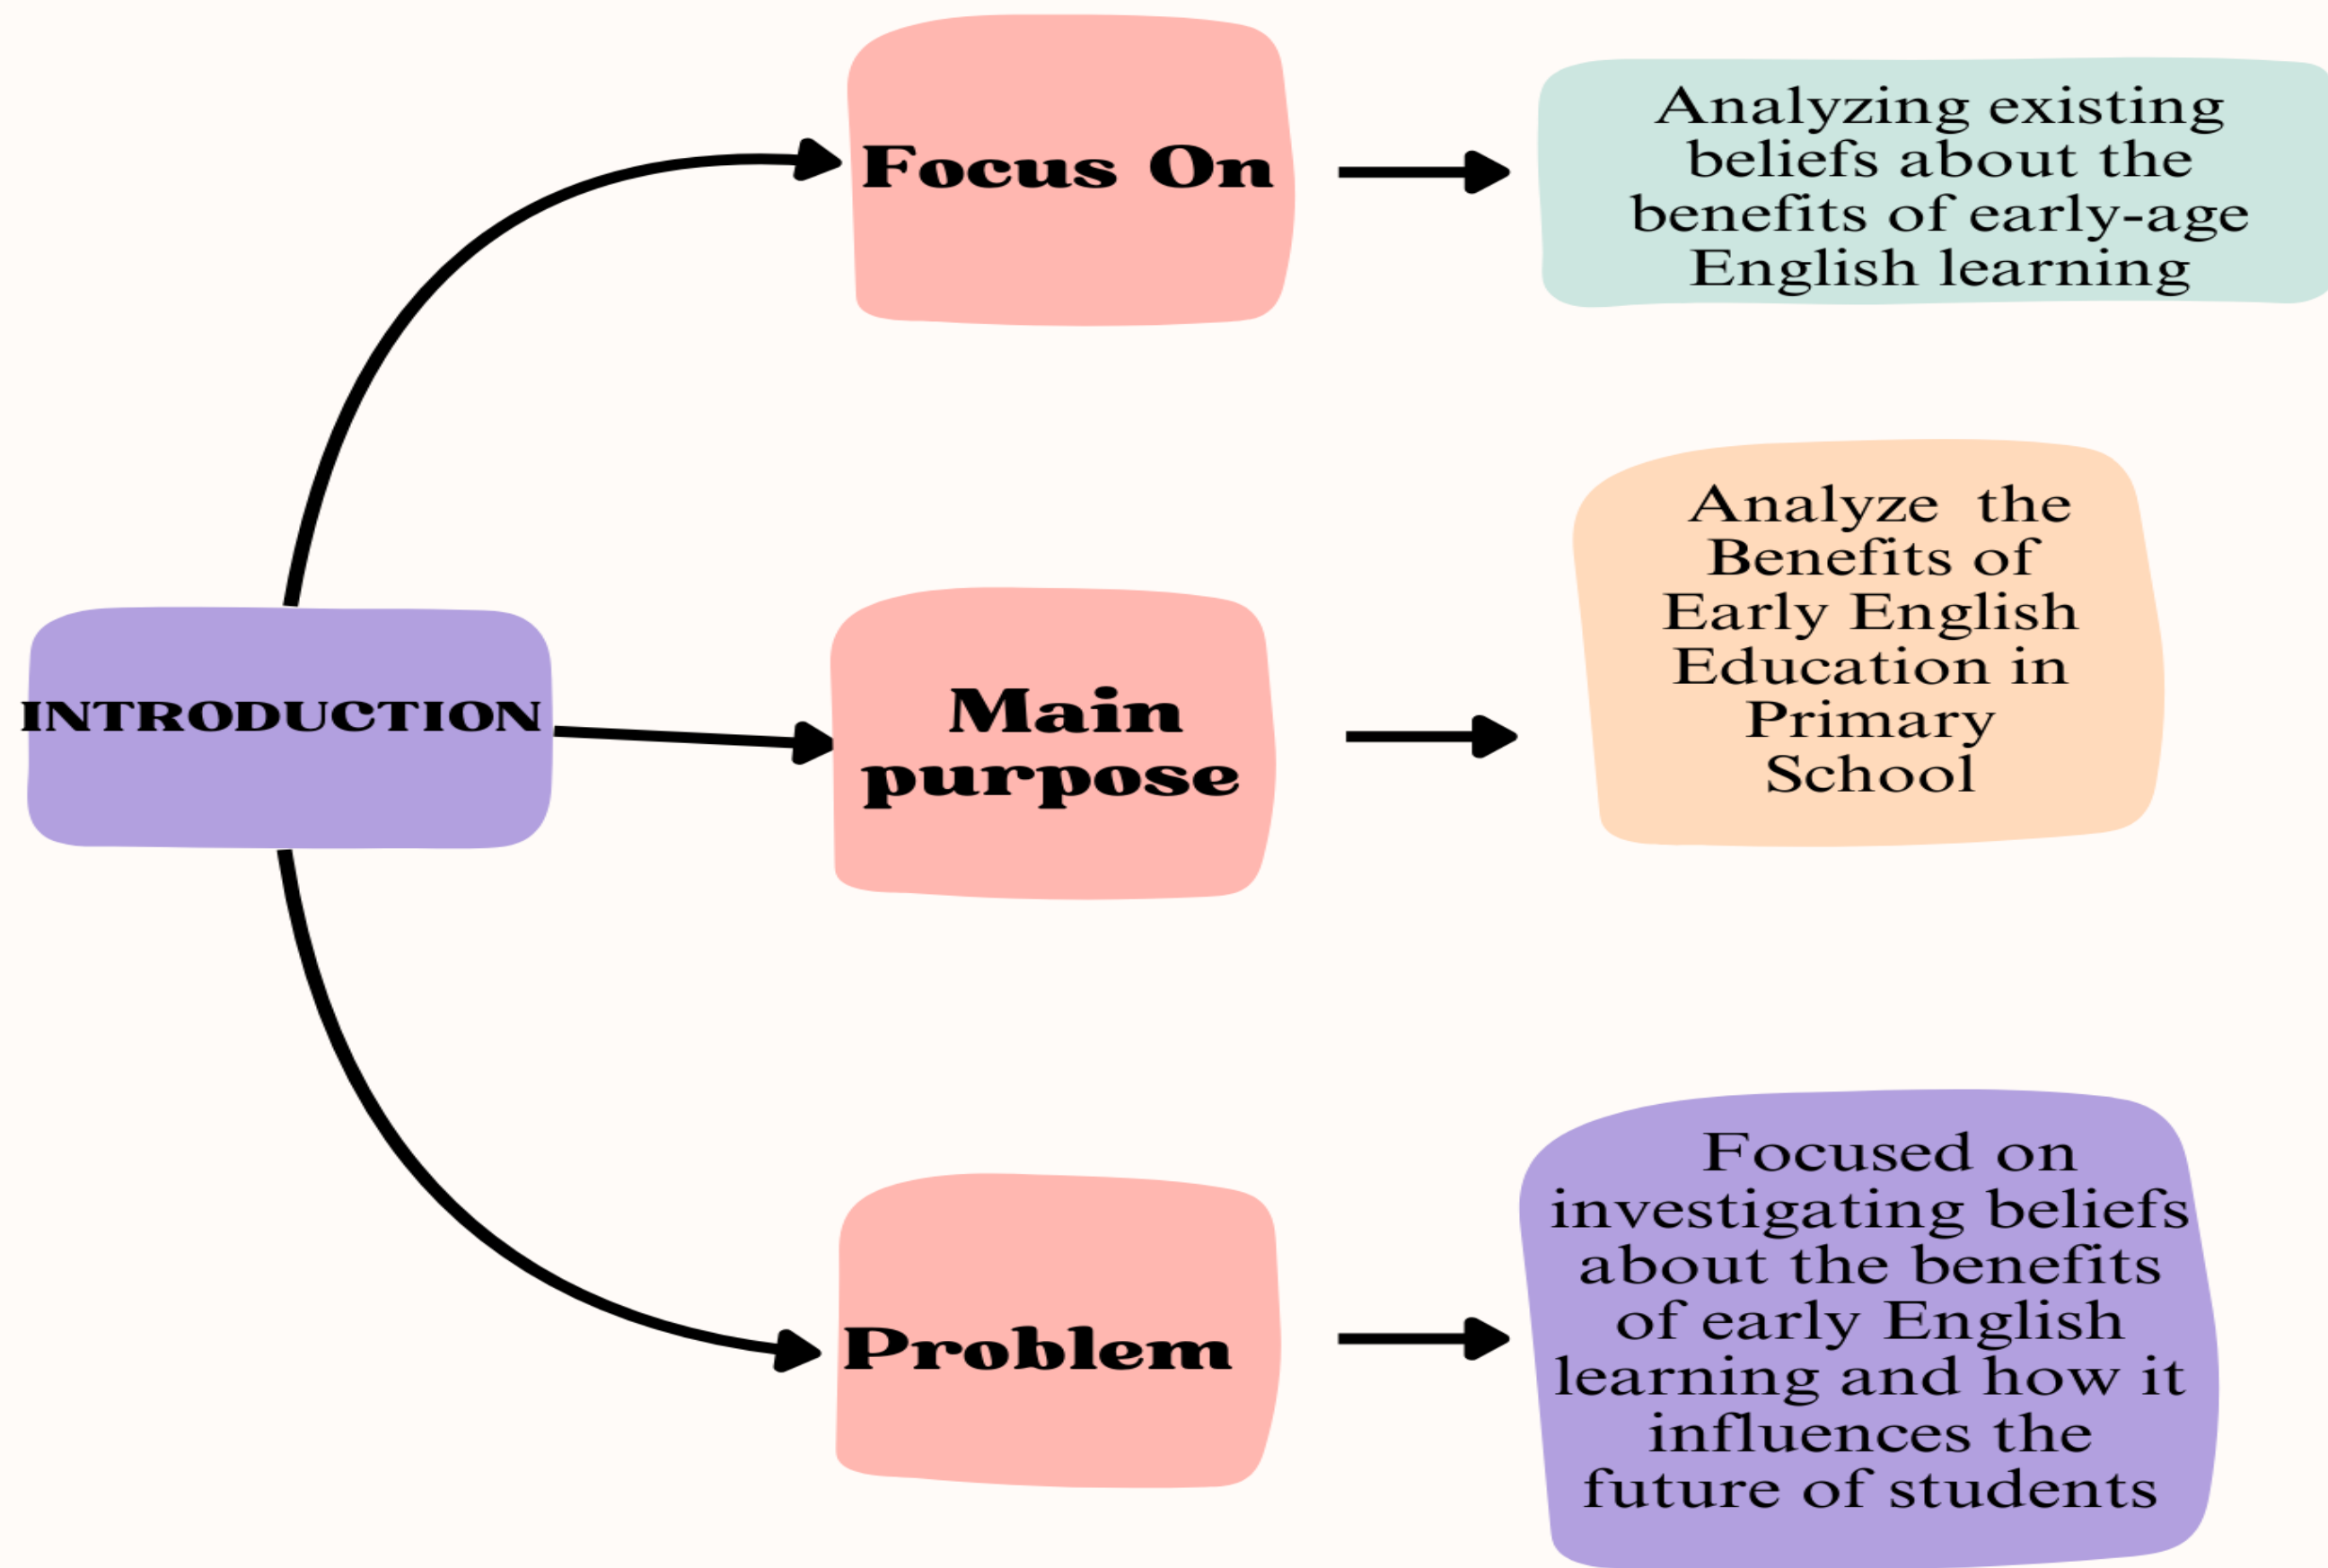 INTRODUCTION
Focus On
Analyzing existing
beliefs about the
benefits of early-age
English learning
Main
purpose
Analyze the
Benefits of
Early English
Education in
Primary
School
Problem
Focused on
investigating beliefs
about the benefits
of early English
learning and how it
influences the
future of students